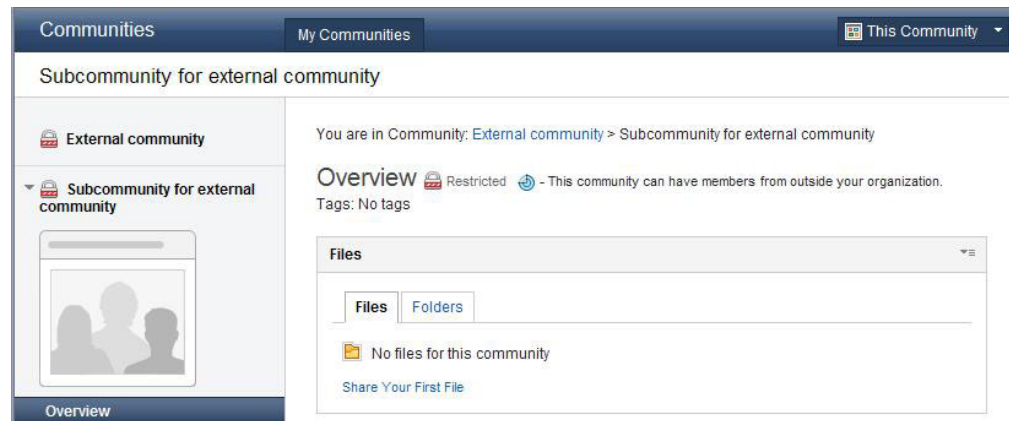 Communities
My Communities
This Community
Subcommunity for external community
External community
Subcommunity for external
community
Overview
You are in Community: External community > Subcommunity for external community
Overview Restricted - This community can have members from outside your organization.
Tags: No tags
Files
Files Folders
No files for this community
Share Your First File